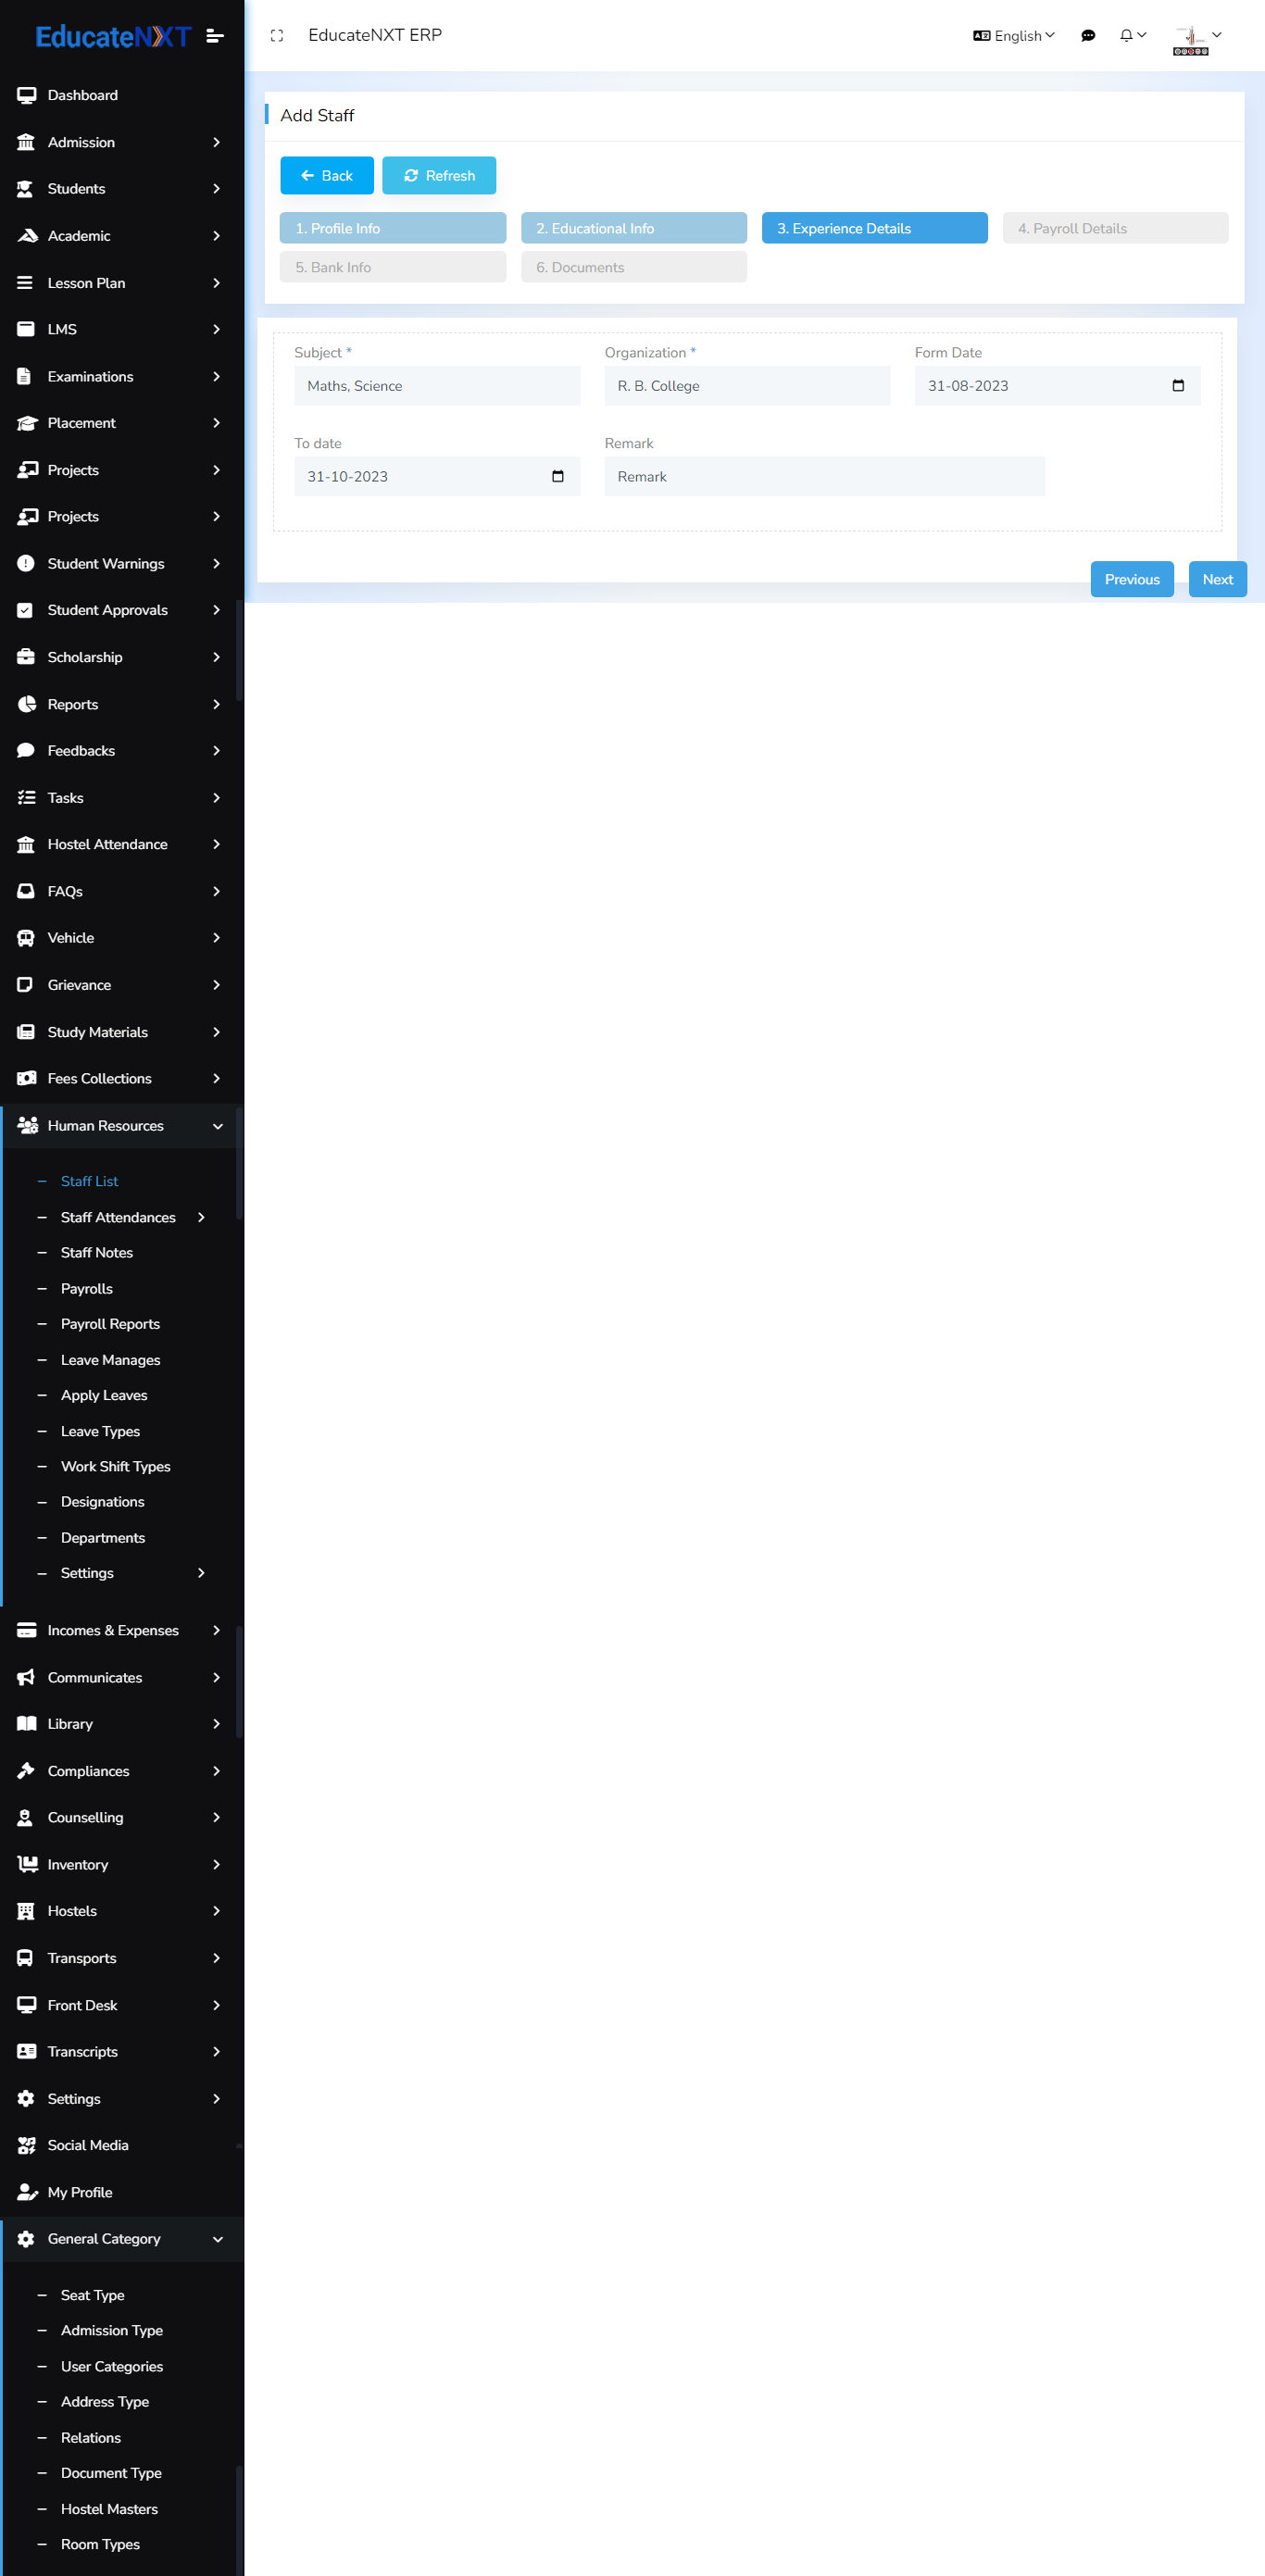 EducateNXT
Dashboard
Admission
Students
Academic
Lesson Plan
LMS
Examinations
Placement
Projects
Projects
Student Warnings
Student Approvals
Scholarship
Reports
Feedbacks
Tasks
Hostel Attendance
FAQs
Vehicle
Grievance
Study Materials
Fees Collections
Human Resources
Staff List
Staff Attendances
Staff Notes
Payrolls
Payroll Reports
Leave Manages
Apply Leaves
Leave Types
Work Shift Types
Designations
Departments
Settings
Incomes & Expenses
Communicates
Library
Compliances
Counselling
Inventory
Hostels
Transports
Front Desk
Transcripts
Settings
Social Media
My Profile
General Category
Seat Type
Admission Type
User Categories
Address Type
Relations
Document Type
Hostel Masters
Room Types
EducateNXT ERP
English
Add Staff
Back Refresh
1. Profile Info 2. Educational Info 3. Experience Details 4. Payroll Details
5. Bank Info 6. Documents
Subject * Organization * Form Date
Maths, Science R. B. College 31-08-2023
To date Remark
31-10-2023 Remark
Previous Next